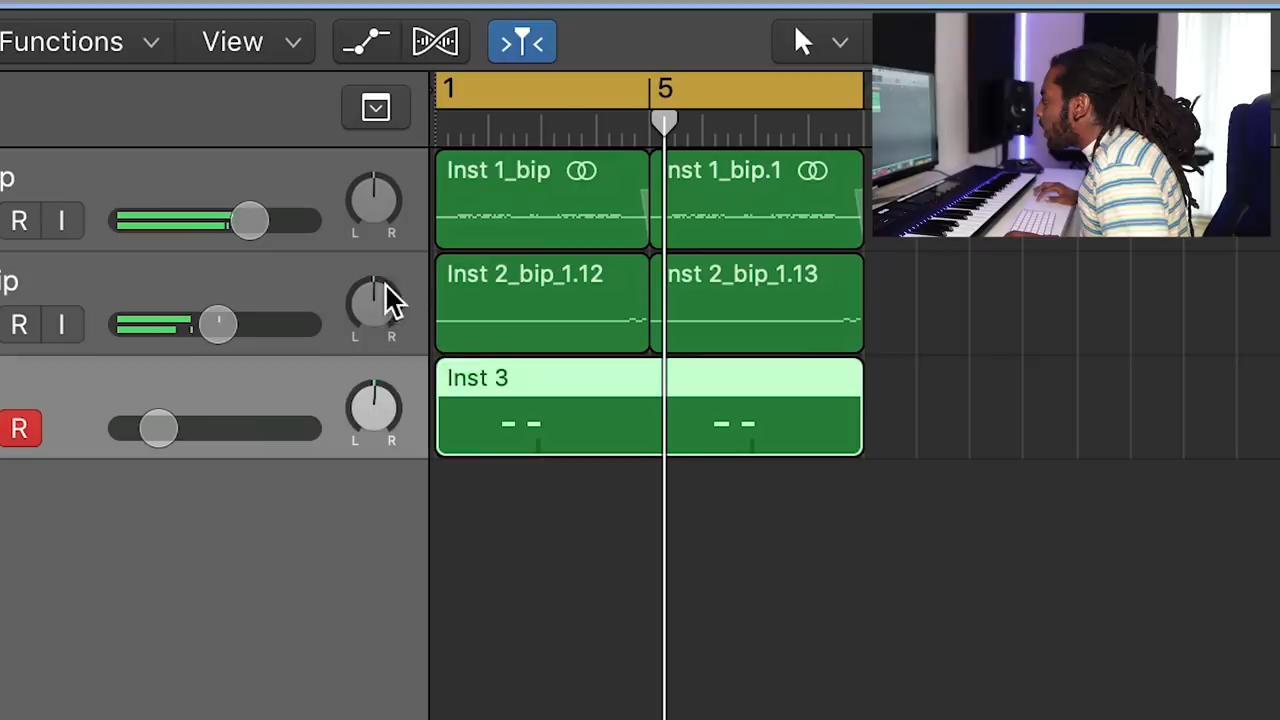 Functions View
1 5
p
Inst 1_bip nst 1_bip.1
R I
L R
ip
Inst 2_bip_1.12 nst 2_bip_1.13
R I
L R
Inst 3
R
L R